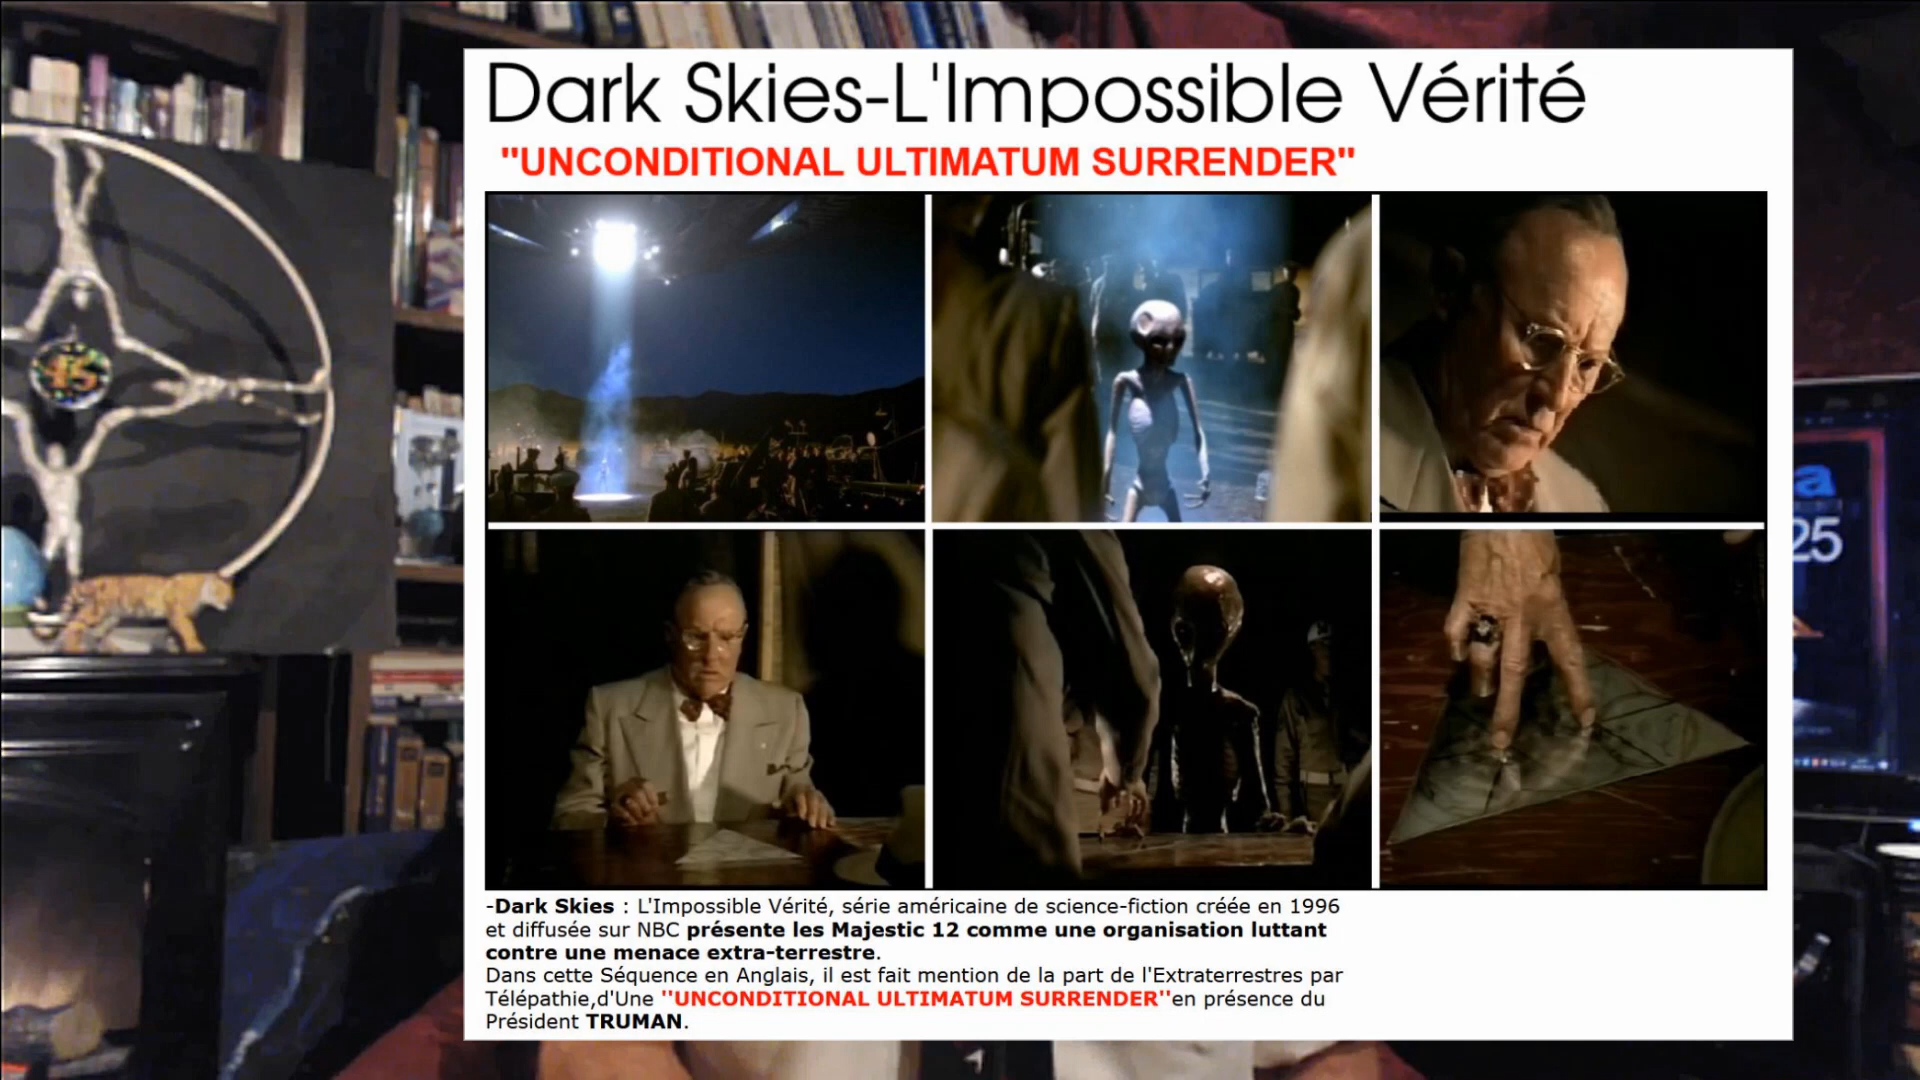 Dark Skies-L'Impossible Vérité
"UNCONDITIONAL ULTIMATUM SURRENDER"
-Dark Skies : L'Impossible Vérité, série américaine de science-fiction créée en 1996
et diffusée sur NBC présente les Majestic 12 comme une organisation luttant
contre une menace extra-terrestre.
Dans cette Séquence en Anglais, il est fait mention de la part de l'Extraterrestres par
Télépathie,d'Une ''UNCONDITIONAL ULTIMATUM SURRENDER''en présence du
Président TRUMAN.
25